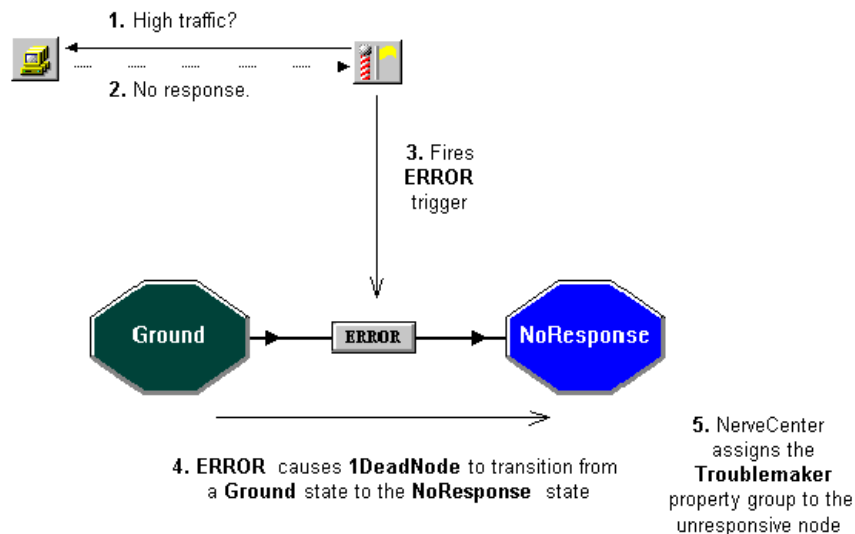 1. High traffic?
2. No response.
3. Fires
ERROR
trigger
Ground
ERROR
NoResponse
4. ERROR causes 1DeadNode to transition from
a Ground state to the NoResponse state
5. NerveCenter
assigns the
Troublemaker
property group to the
unresponsive node